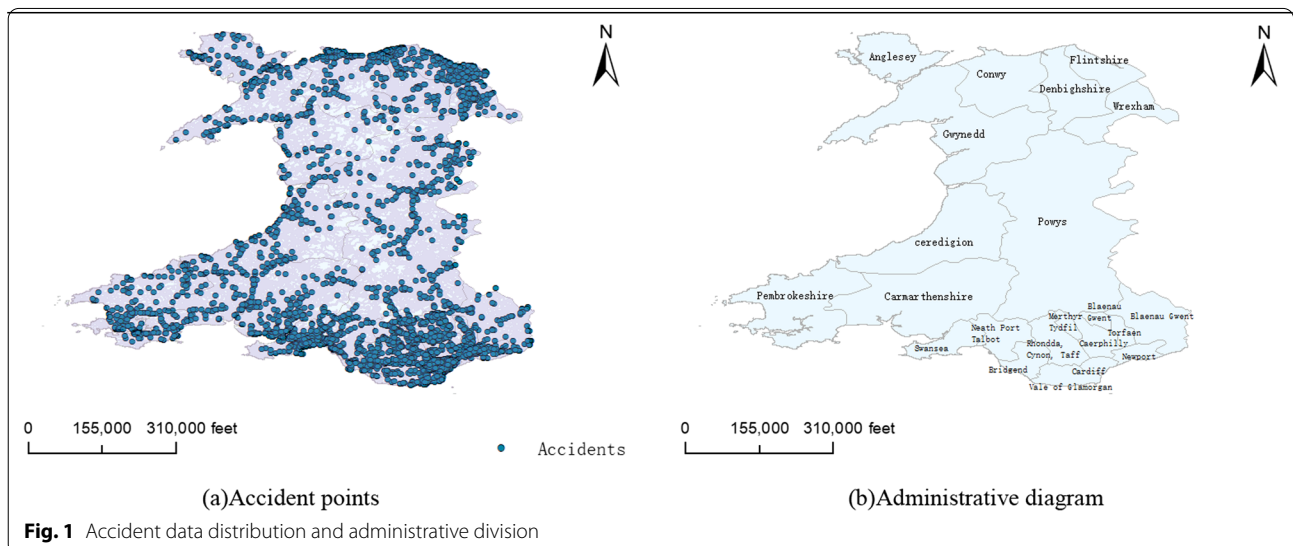 N
0 155,000 310,000 feet
Accidents
(a)Accident points
N
Anglesey
Flintshire
Conwy
Denbighshire
Wrexham
Gwynedd
Powys
ceredigion
Pembrokeshire
Carmarthenshire
Elaenau
Gwent
Elaenau Gwent
Merthyr
Tydfil
Neath Port
Talbot
Torfaen
Swansea
Rhondda,
Cynon, Taff
Caerphilly
Newport
Bridgend
Cardiff
Vale of Glamorgan
0 155,000 310,000 feet
(b)Administrative diagram
Fig. 1 Accident data distribution and administrative division